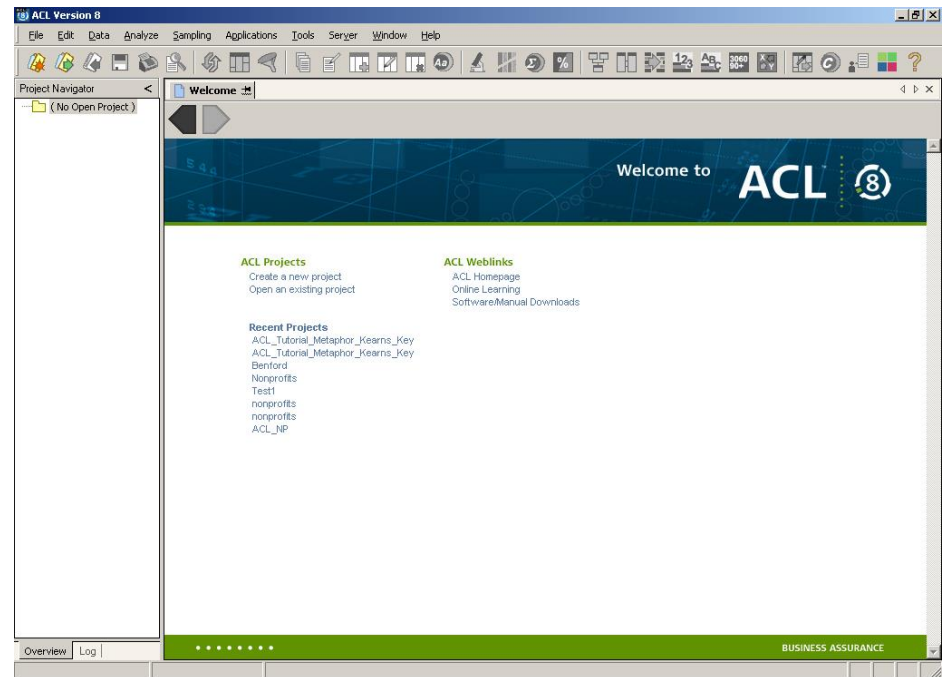 ACL Version 8
File Edit Data Analyze Sampling Applications Tools Server Window Help
Project Navigator <
Welcome
( No Open Project )
Welcome to ACL 8
ACL Projects
Create a new project
Open an existing project
ACL Weblinks
ACL Homepage
Online Learning
Software/Manual Downloads
Recent Projects
ACL_Tutorial_Metaphor_Kearns_Key
ACL_Tutorial_Metaphor_Kearns_Key
Benford
Nonprofits
Test1
nonprofits
nonprofits
ACL_NP
Overview Log
BUSINESS ASSURANCE